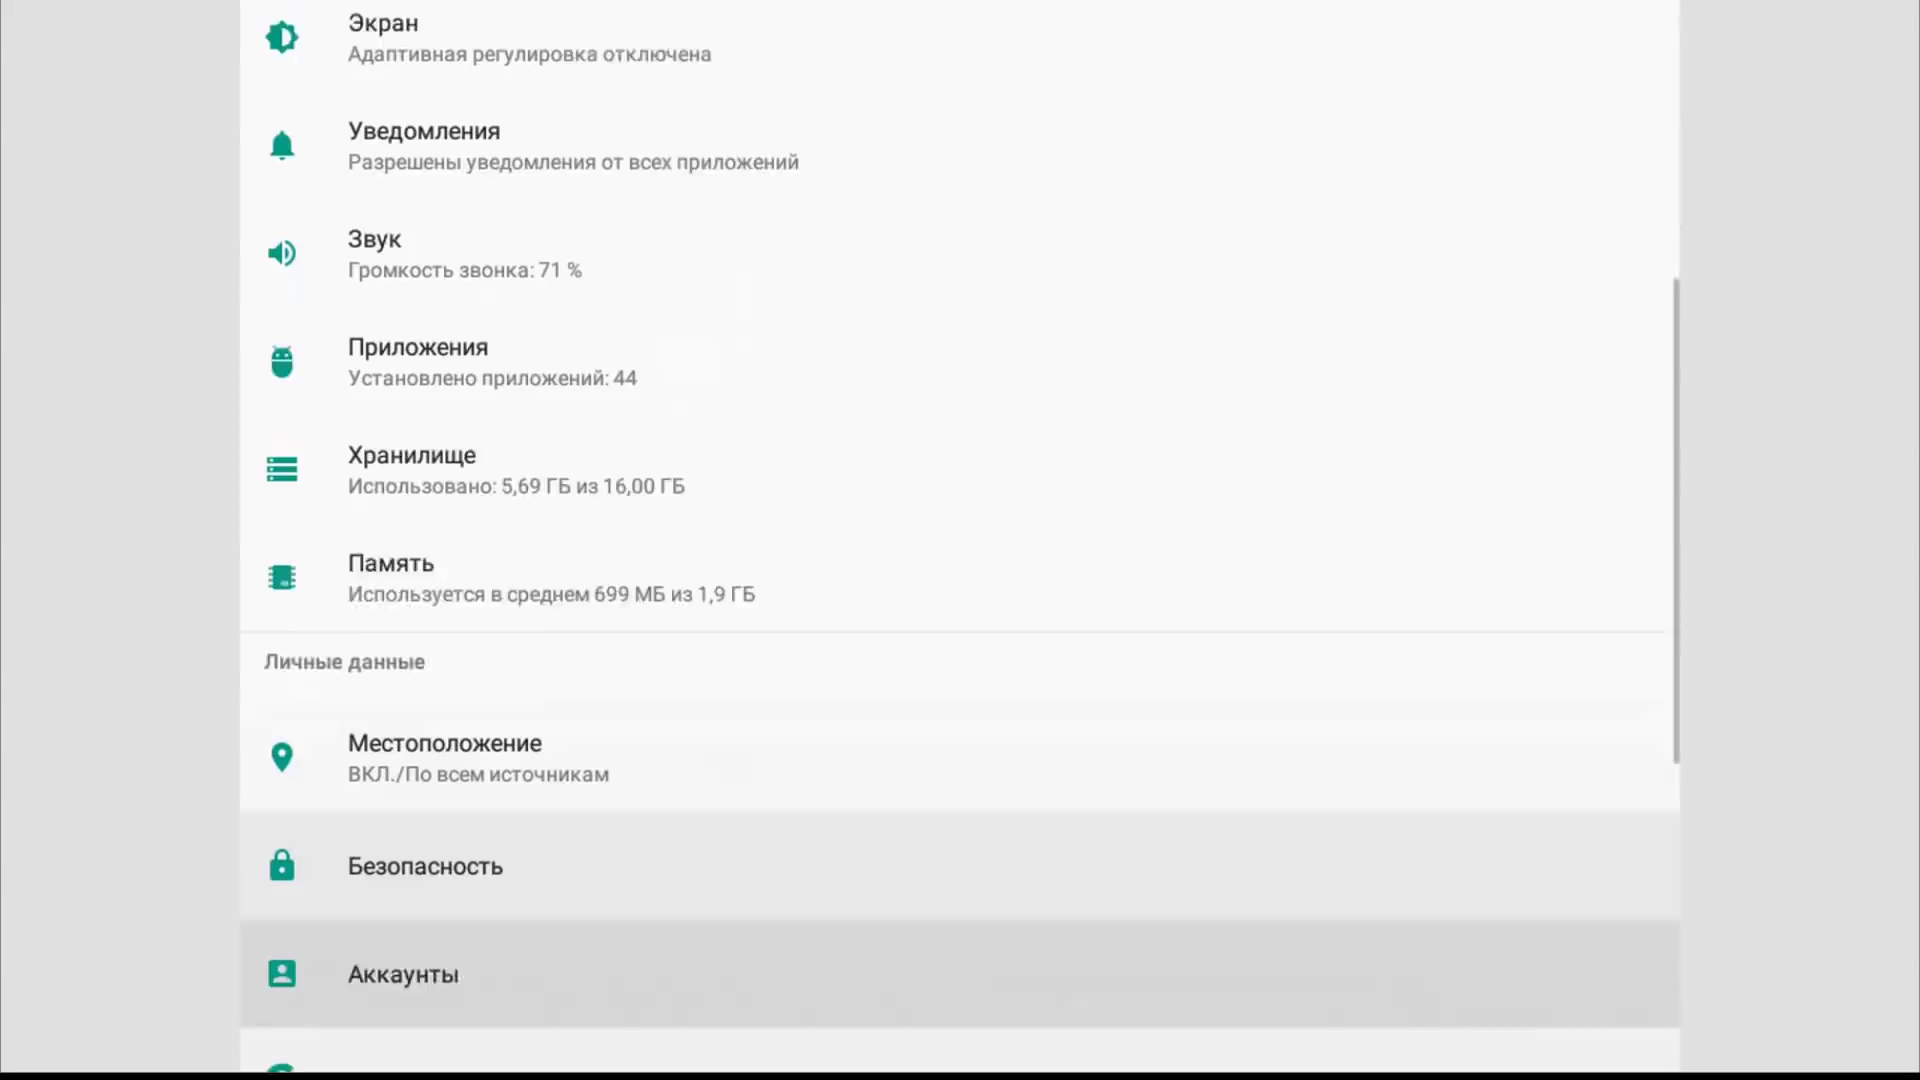 Экран
Адаптивная регулировка отключена
Уведомления
Разрешены уведомления от всех приложений
Звук
Громкость звонка: 71 %
Приложения
Установлено приложений: 44
Хранилище
Использовано: 5,69 ГБ из 16,00 ГБ
Память
Используется в среднем 699 МБ из 1,9 ГБ
Личные данные
Местоположение
ВКЛ./По всем источникам
Безопасность
Аккаунты